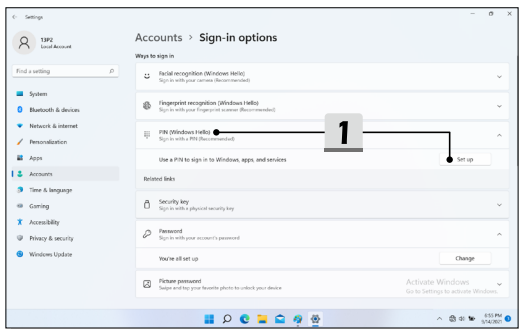 Settings
13P2
Local Account
Find a setting
System
Bluetooth & devices
Network & internet
Personalization
Apps
Accounts
Time & language
Gaming
Accessibility
Privacy & security
Windows Update
Accounts > Sign-in options
Ways to sign in
Facial recognition (Windows Hello)
Sign in with your camera (Recommended)
Fingerprint recognition (Windows Hello)
Sign in with your fingerprint scanner (Recommended)
PIN (Windows Hello)
Sign in with a PIN (Recommended)
1
Use a PIN to sign in to Windows, apps, and services
Set up
Related links
Security key
Sign in with a physical security key
Password
Sign in with your account's password
You're all set up
Change
Picture password
Swipe and tap your favorite photo to unlock your device
Activate Windows
Go to Settings to activate Windows.
6:53 PM
9/14/2021